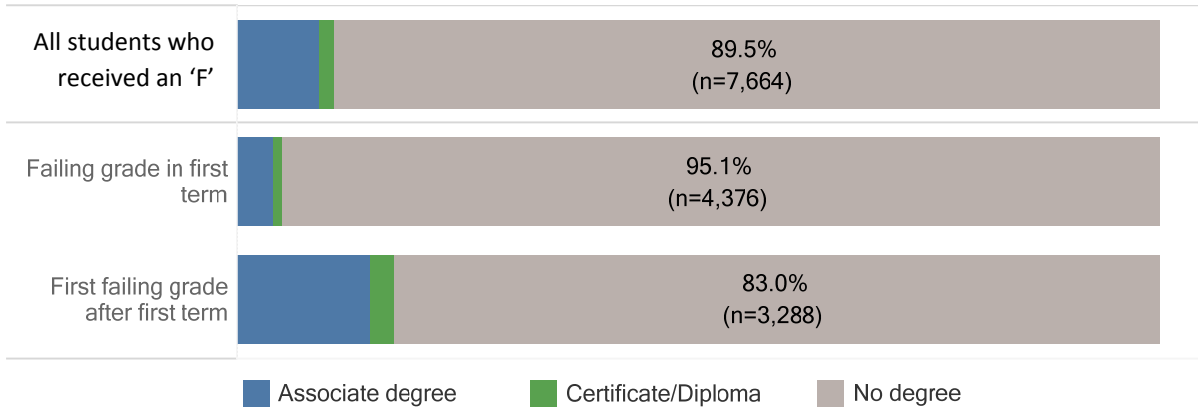 All students who
received an ‘F’
89.5%
(n=7,664)
Failing grade in first
term
95.1%
(n=4,376)
First failing grade
after first term
83.0%
(n=3,288)
Associate degree
Certificate/Diploma
No degree